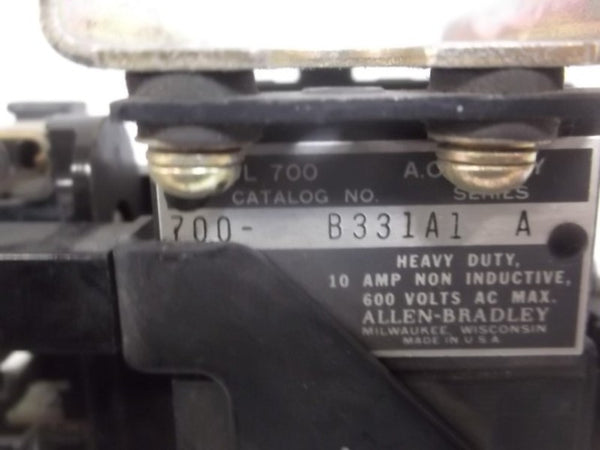 700
A.C.
CATALOG NO. SERIES
700- B331A1 A
HEAVY DUTY,
10 AMP NON INDUCTIVE,
600 VOLTS AC MAX.
ALLEN-BRADLEY
MILWAUKEE, WISCONSIN
MADE IN U.S.A